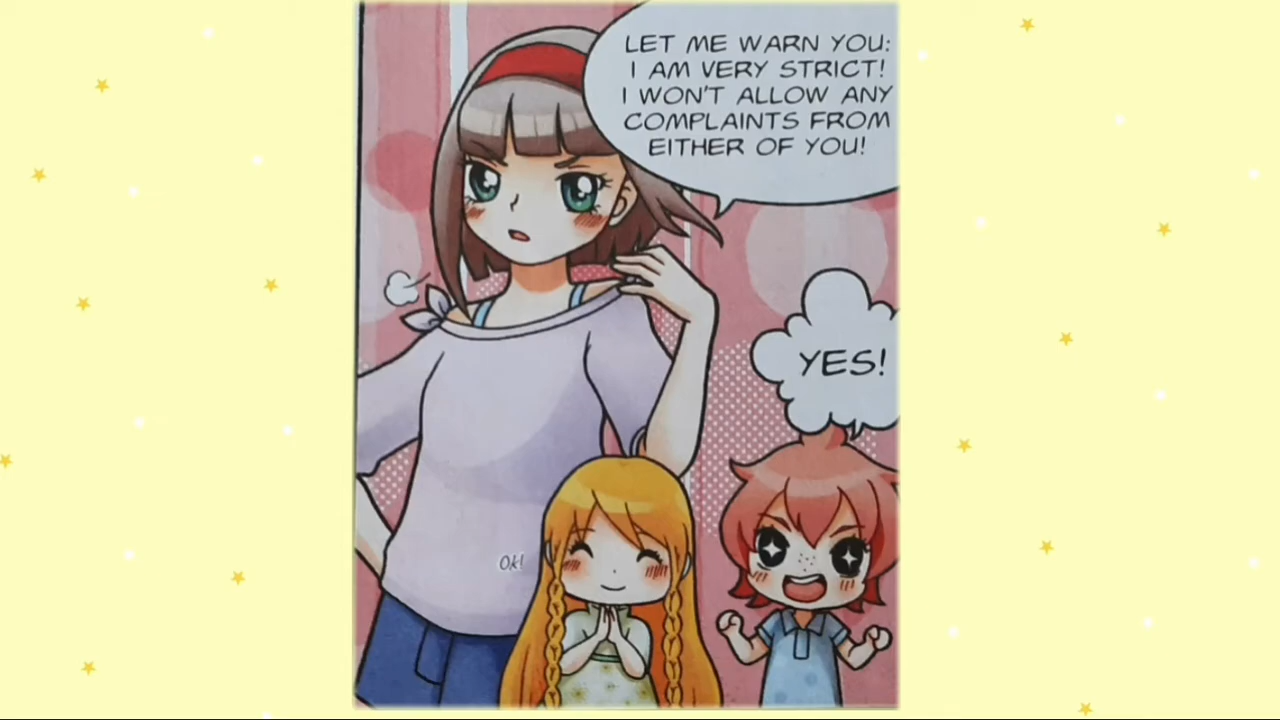 LET ME WARN YOU:
I AM VERY STRICT!
I WON'T ALLOW ANY
COMPLAINTS FROM
EITHER OF YOU!
YES!
Ok!